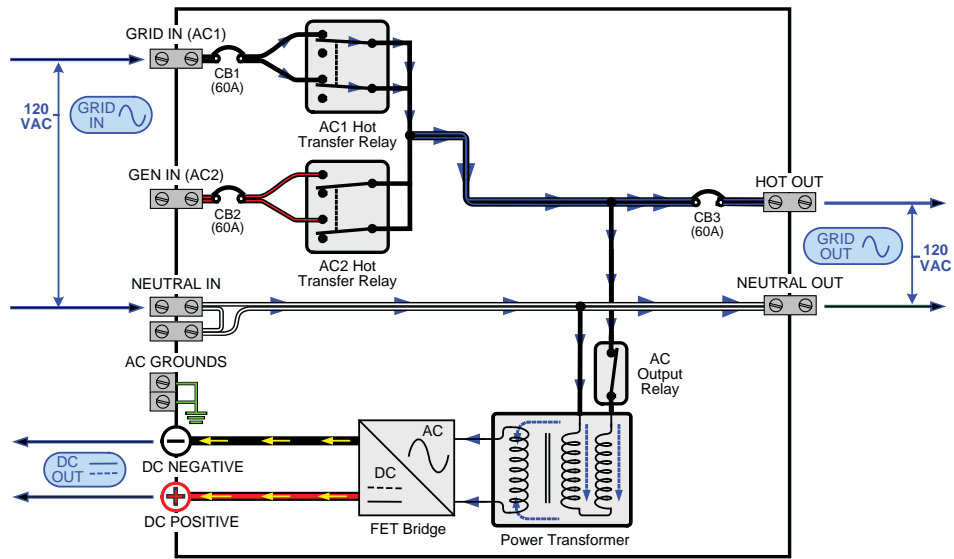 GRID IN (AC1)
CB1
(60A)
120
VAC
GRID
IN
AC1 Hot
Transfer Relay
GEN IN (AC2)
CB2
(60A)
AC2 Hot
Transfer Relay
HOT OUT
CB3
(60A)
GRID
OUT
120
VAC
NEUTRAL IN
NEUTRAL OUT
AC GROUNDS
AC
Output
Relay
DC
OUT
DC NEGATIVE
DC POSITIVE
AC
DC
FET Bridge
Power Transformer